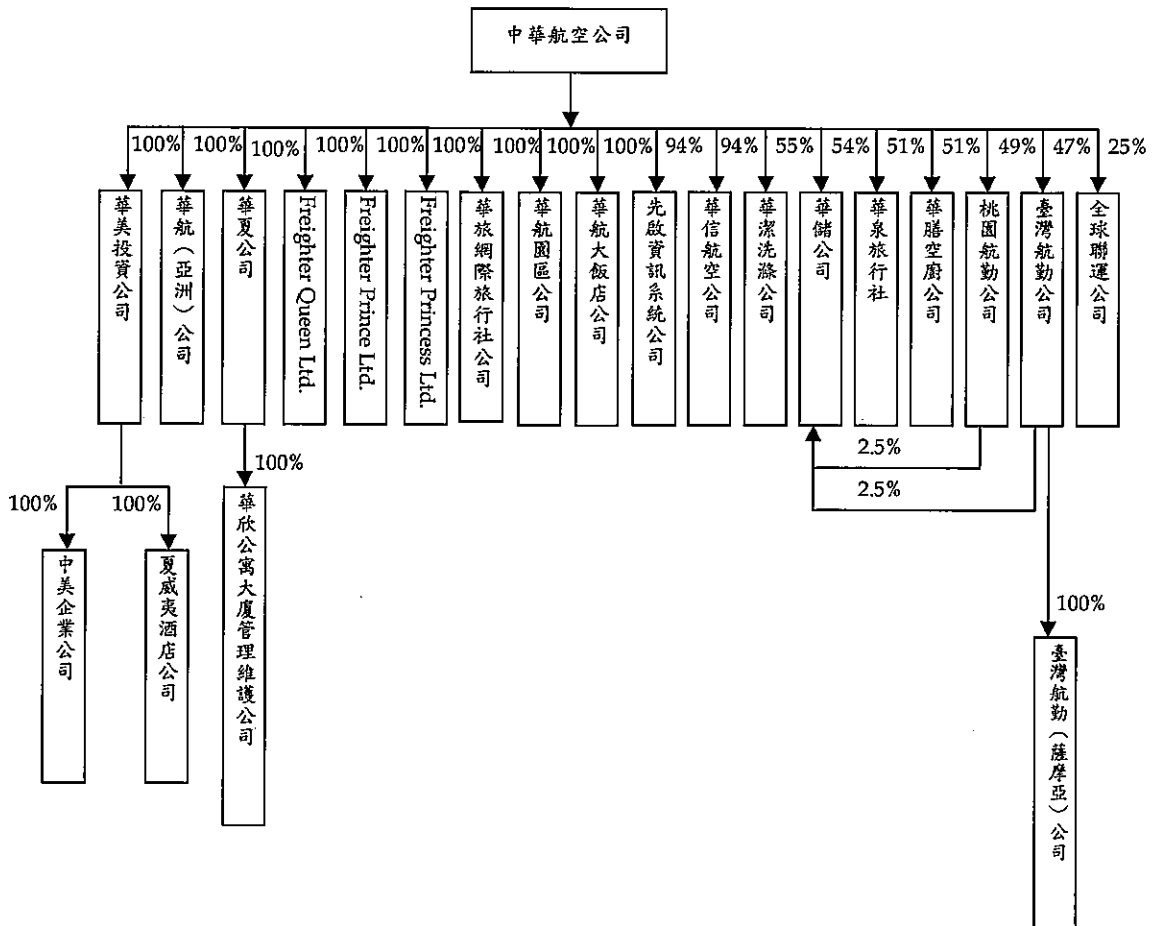 中華航空公司
100%
100%
100%
100%
100%
100%
100%
100%
100%
94%
94%
55%
54%
51%
51%
49%
47%
25%
華美投資公司
華航（亞洲）公司
華夏公司
Freighter Queen Ltd.
Freighter Prince Ltd.
Freighter Princess Ltd.
華旅網際旅行社公司
華航園區公司
華航大飯店公司
先啟資訊系統公司
華信航空公司
華潔洗滌公司
華儲公司
華泉旅行社
華膳空廚公司
桃園航勤公司
臺灣航勤公司
全球聯運公司
2.5%
2.5%
100%
100%
100%
100%
中美企業公司
夏威夷酒店公司
華欣公寓大廈管理維護公司
臺灣航勤（薩摩亞）公司